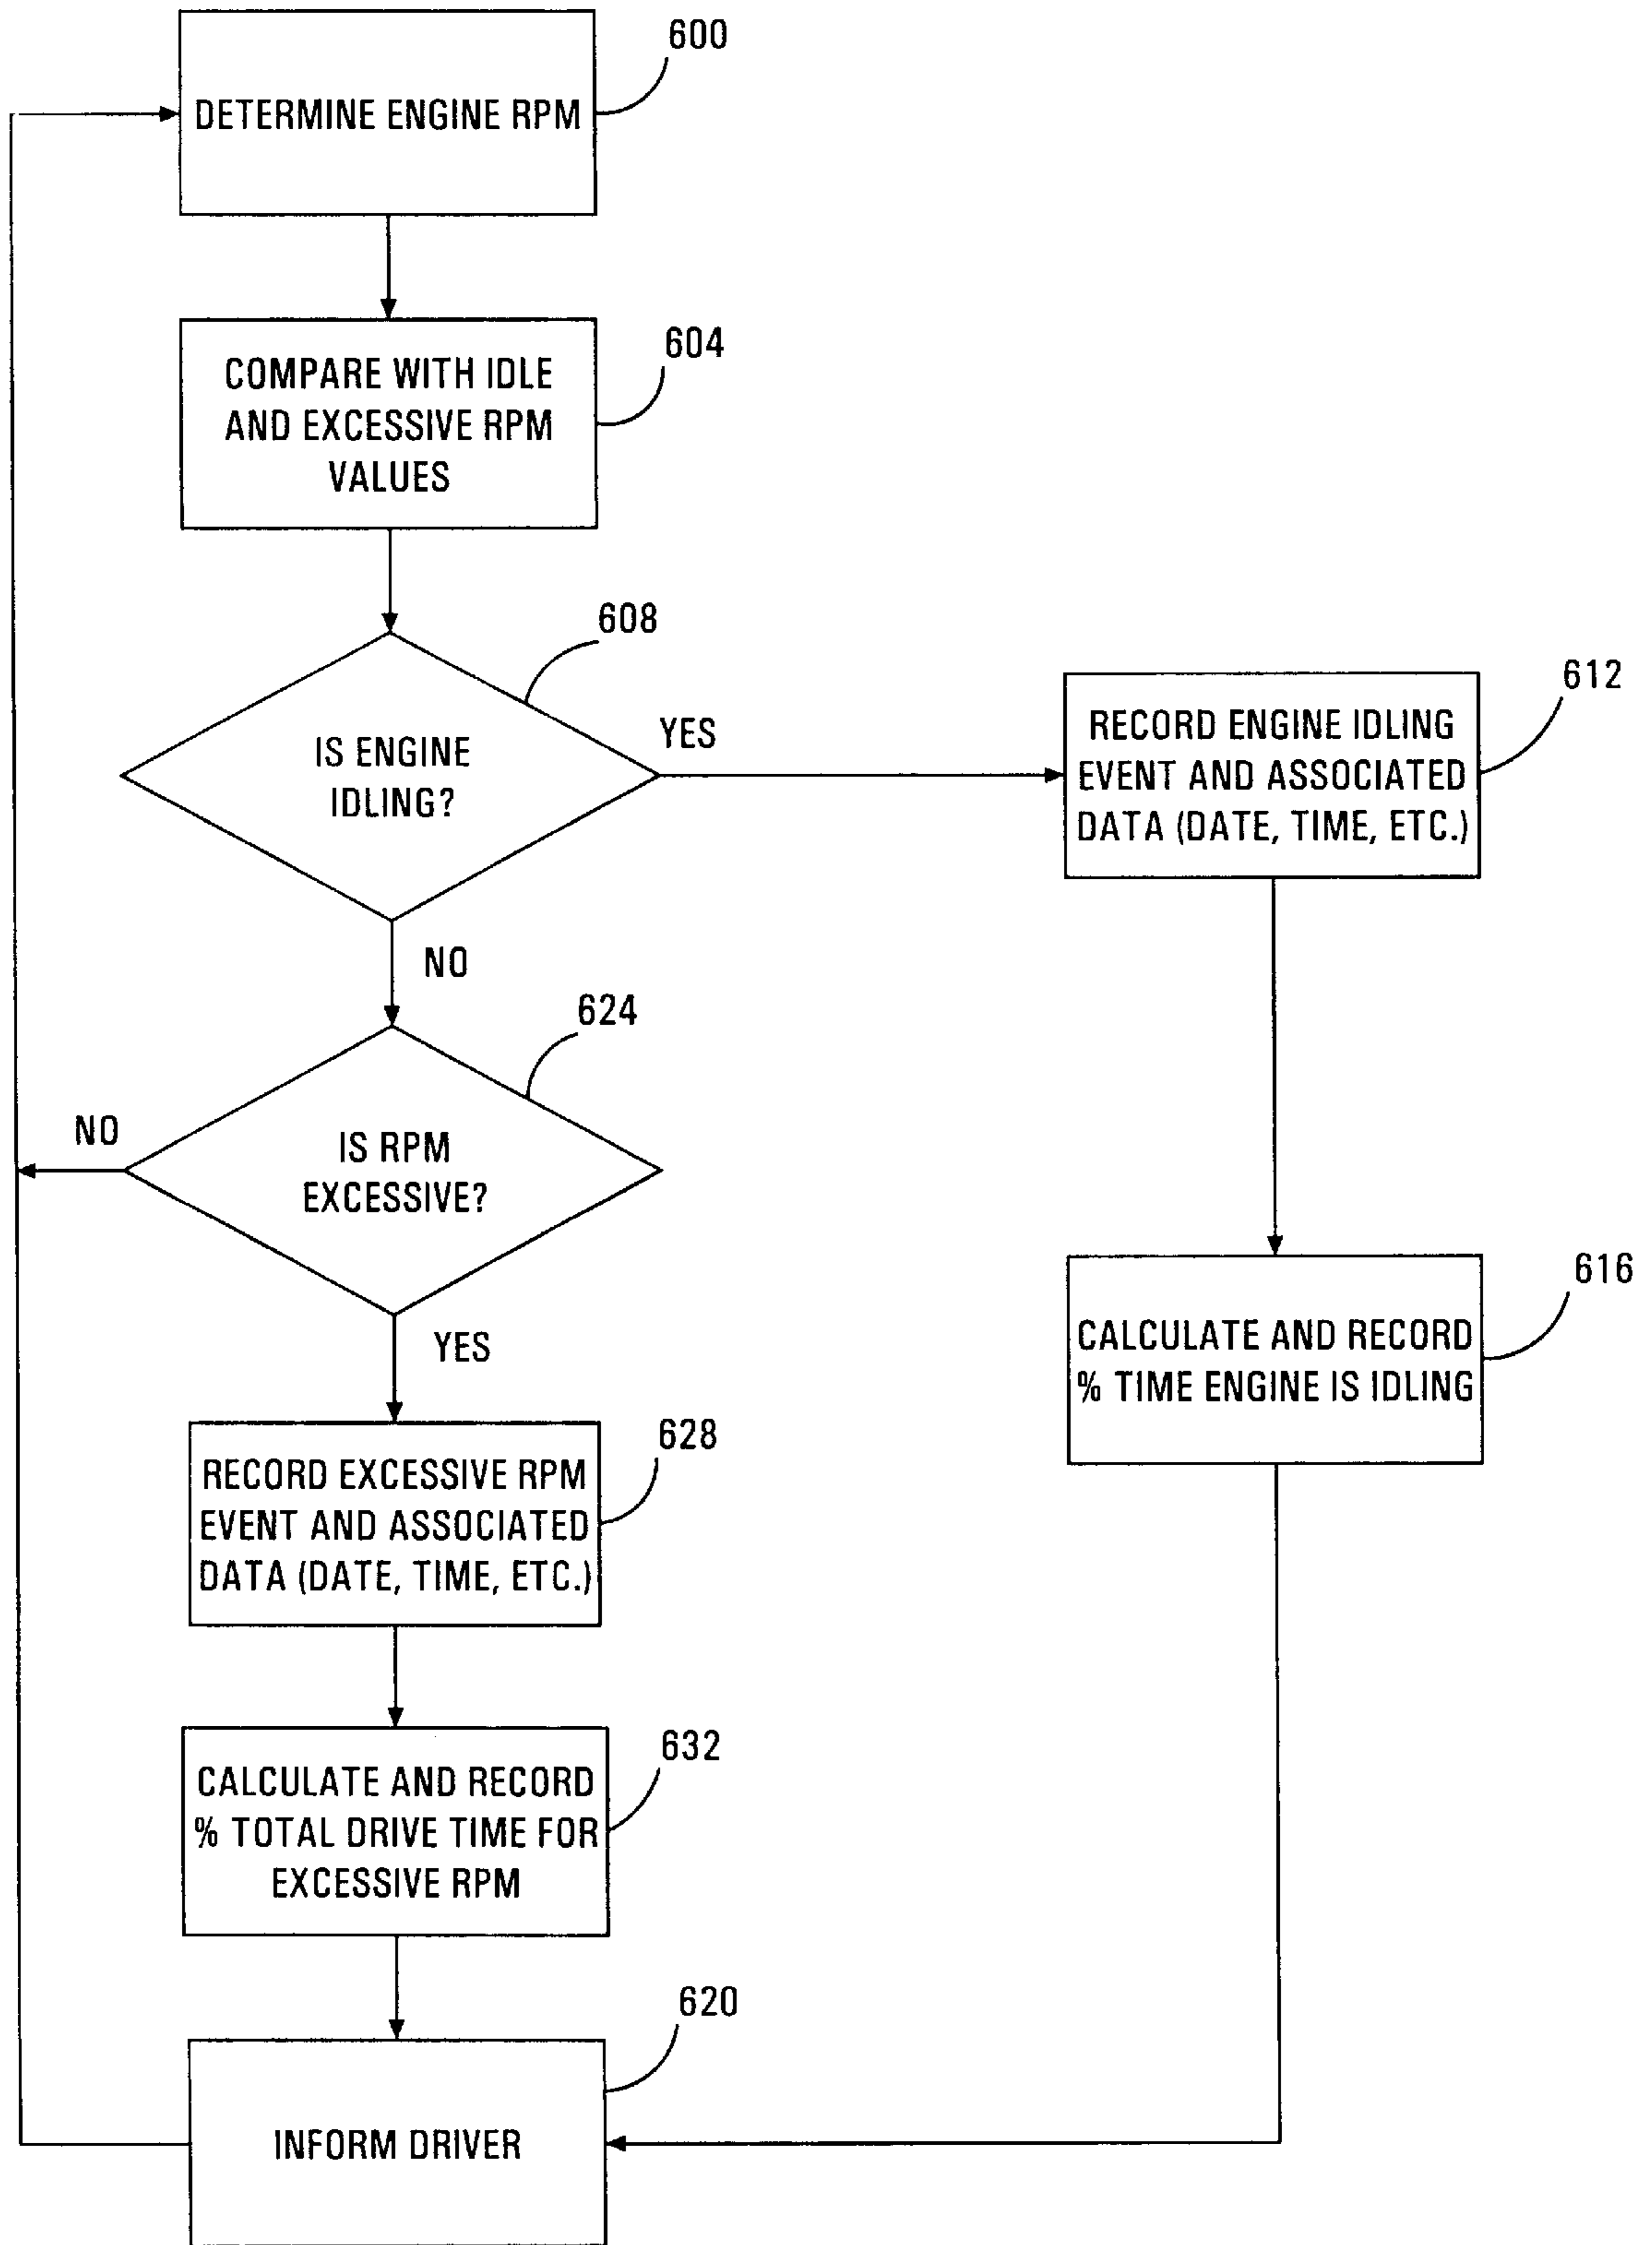 600
DETERMINE ENGINE RPM
604
COMPARE WITH IDLE
AND EXCESSIVE RPM
VALUES
608
IS ENGINE
IDLING?
YES
612
RECORD ENGINE IDLING
EVENT AND ASSOCIATED
DATA (DATE, TIME, ETC.)
NO
624
IS RPM
EXCESSIVE?
NO
YES
616
CALCULATE AND RECORD
% TIME ENGINE IS IDLING
628
RECORD EXCESSIVE RPM
EVENT AND ASSOCIATED
DATA (DATE, TIME, ETC.)
632
CALCULATE AND RECORD
% TOTAL DRIVE TIME FOR
EXCESSIVE RPM
620
INFORM DRIVER